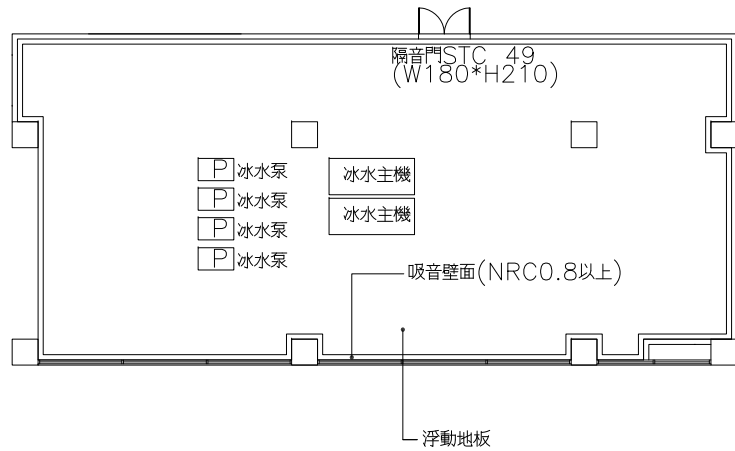 隔音門STC 49
(W180*H210)
P 冰水泵
P 冰水泵
P 冰水泵
P 冰水泵
冰水主機
冰水主機
吸音壁面(NRC0.8以上)
浮動地板